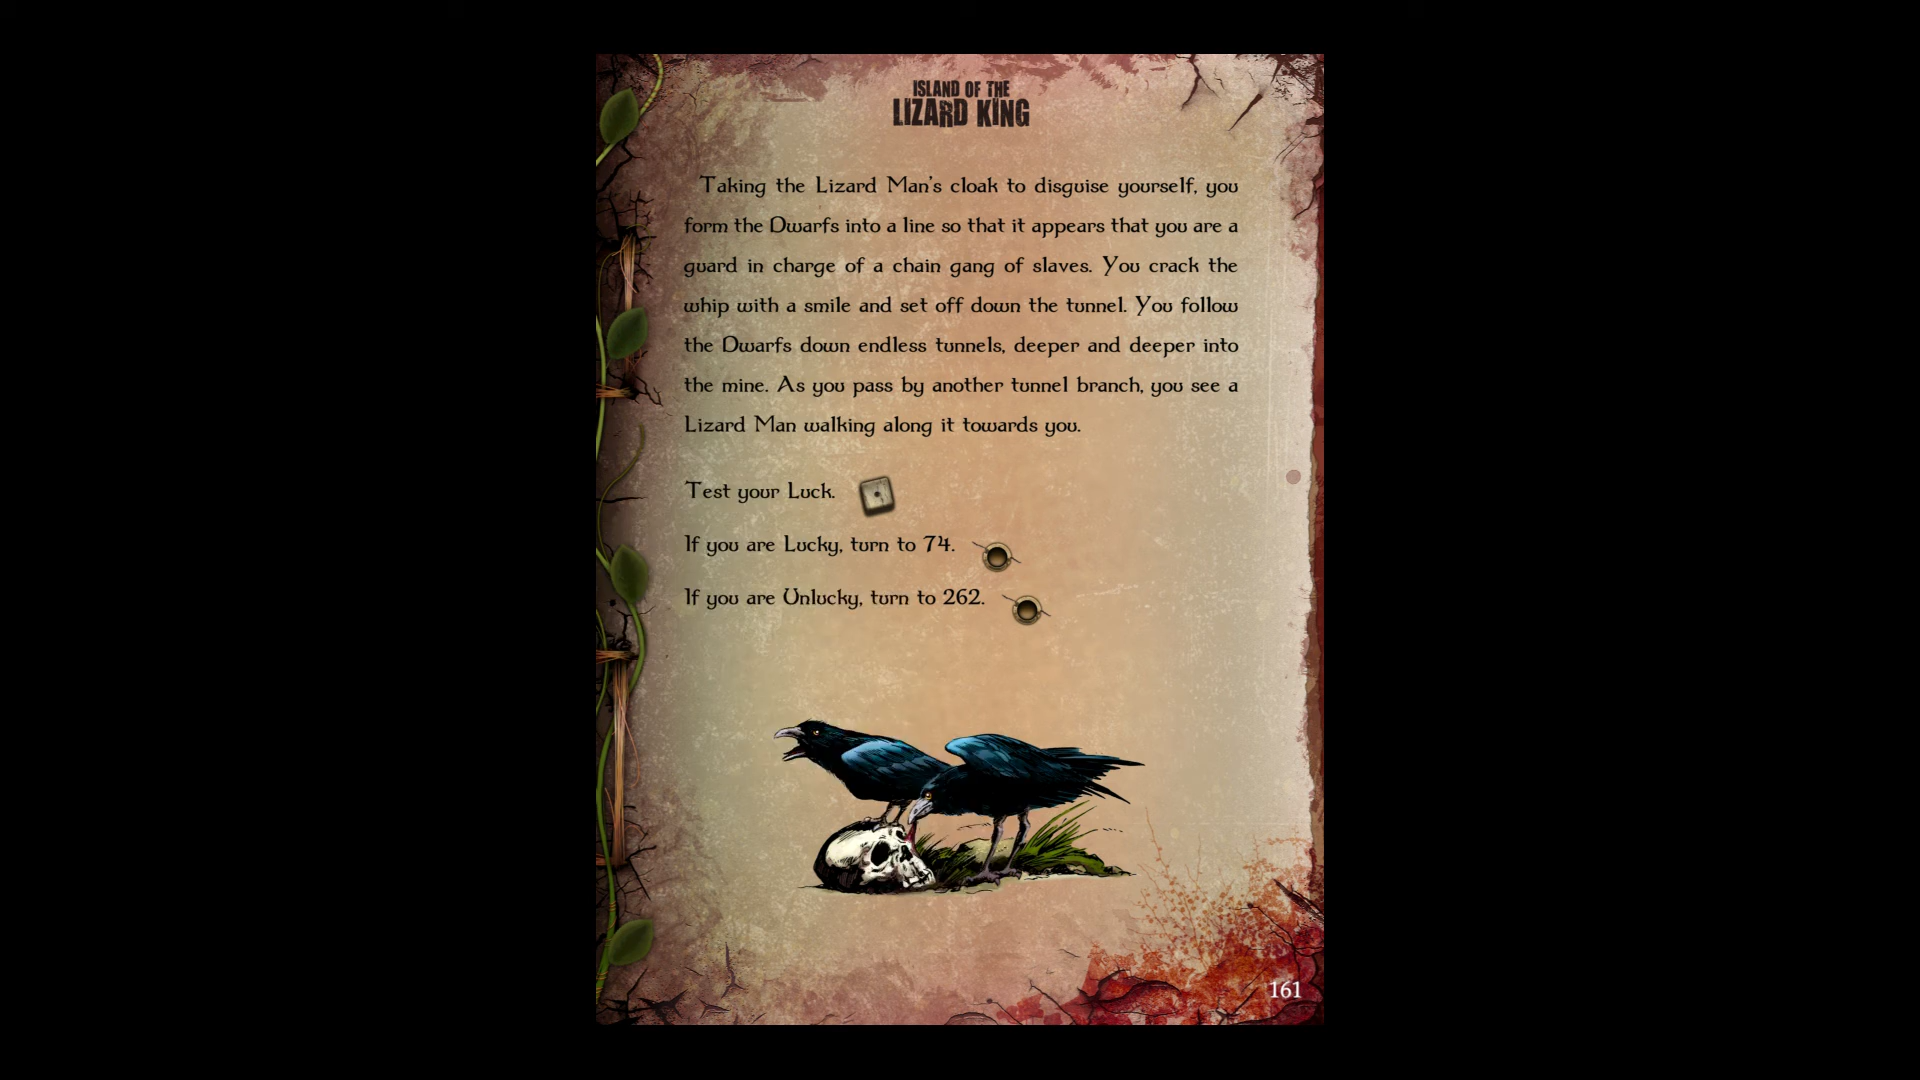 ISLAND OF THE
LIZARD KING
Taking the Lizard Man's cloak to disguise yourself, you
form the Dwarfs into a line so that it appears that you are a
guard in charge of a chain gang of slaves. You crack the
whip with a smile and set off down the tunnel. You follow
the Dwarfs down endless tunnels, deeper and deeper into
the mine. As you pass by another tunnel branch, you see a
Lizard Man walking along it towards you.
Test your Luck.
If you are Lucky, turn to 74.
If you are Unlucky, turn to 262.
161